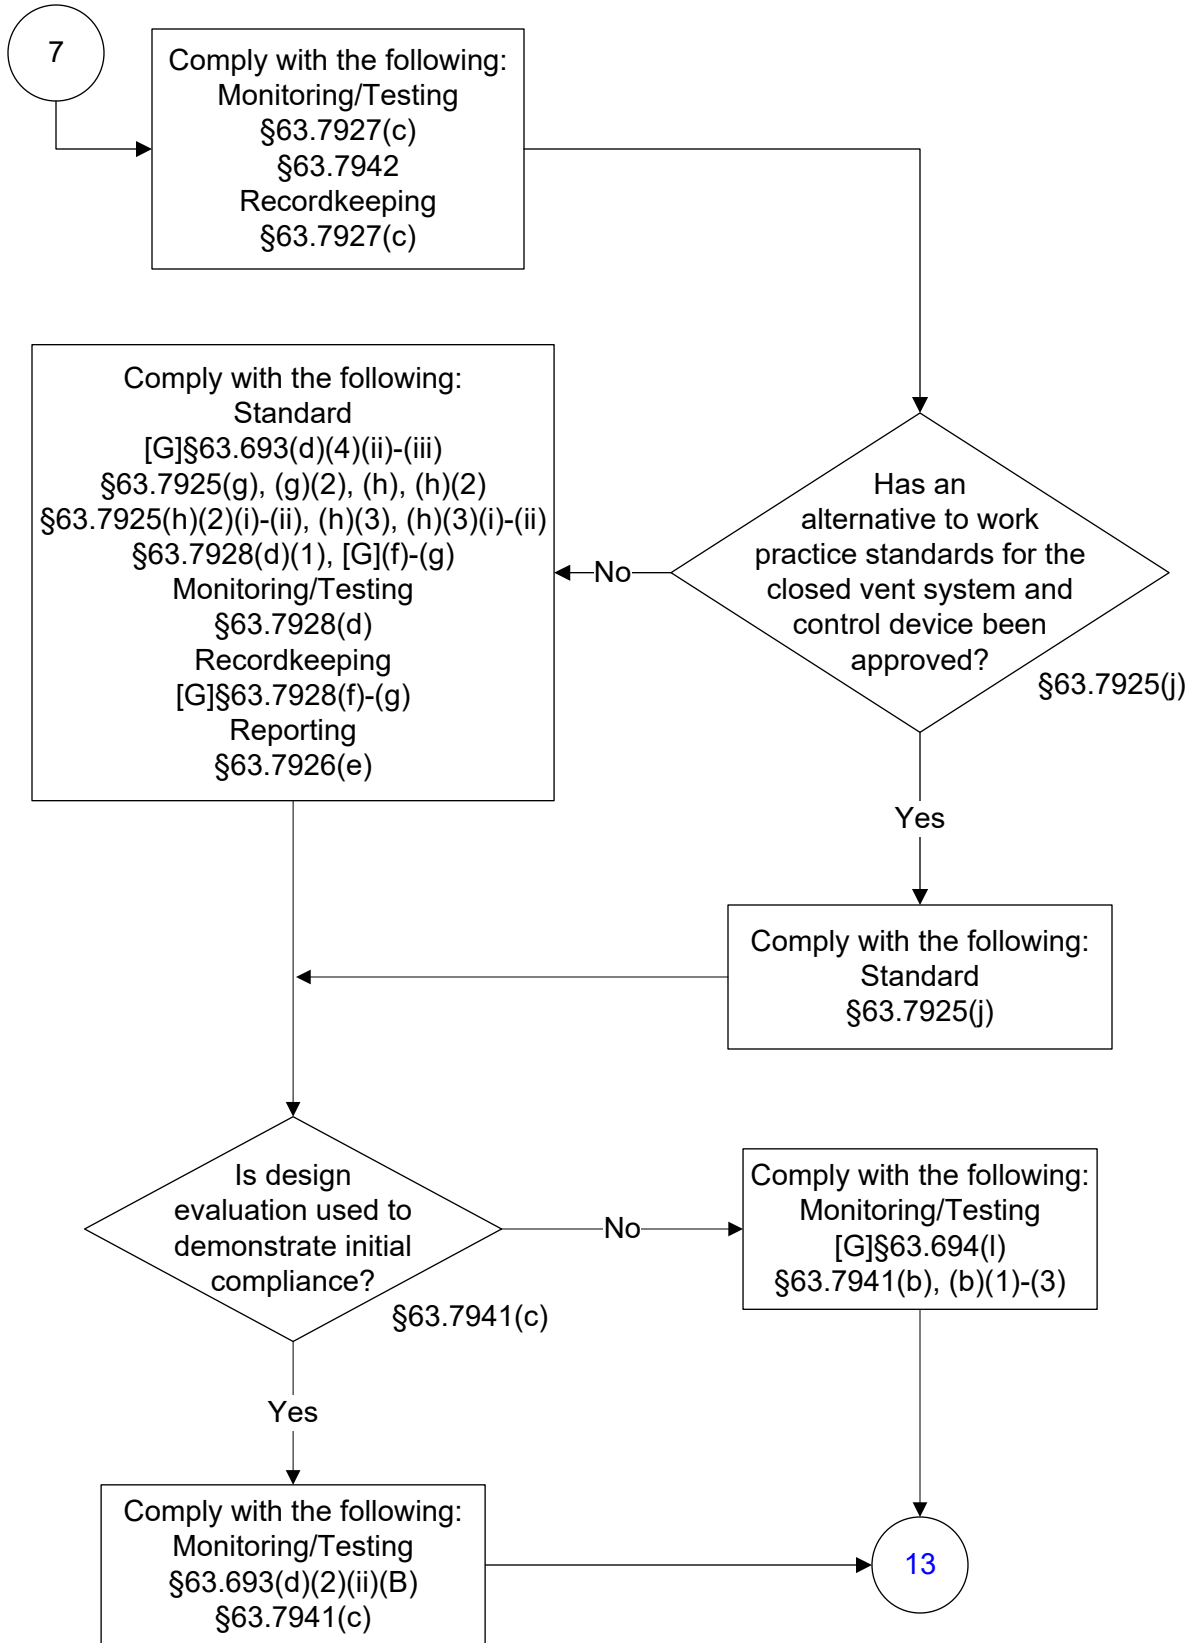 7
Comply with the following:
Monitoring/Testing
§63.7927(c)
§63.7942
Recordkeeping
§63.7927(c)
Comply with the following:
Standard
[G]§63.693(d)(4)(ii)-(iii)
§63.7925(g), (g)(2), (h), (h)(2)
§63.7925(h)(2)(i)-(ii), (h)(3), (h)(3)(i)-(ii)
§63.7928(d)(1), [G](f)-(g)
Monitoring/Testing
§63.7928(d)
Recordkeeping
[G]§63.7928(f)-(g)
Reporting
§63.7926(e)
No
Has an
alternative to work
practice standards for the
closed vent system and
control device been
approved?
§63.7925(j)
Yes
Comply with the following:
Standard
§63.7925(j)
Is design
evaluation used to
demonstrate initial
compliance?
§63.7941(c)
No
Comply with the following:
Monitoring/Testing
[G]§63.694(l)
§63.7941(b), (b)(1)-(3)
Yes
Comply with the following:
Monitoring/Testing
§63.693(d)(2)(ii)(B)
§63.7941(c)
13